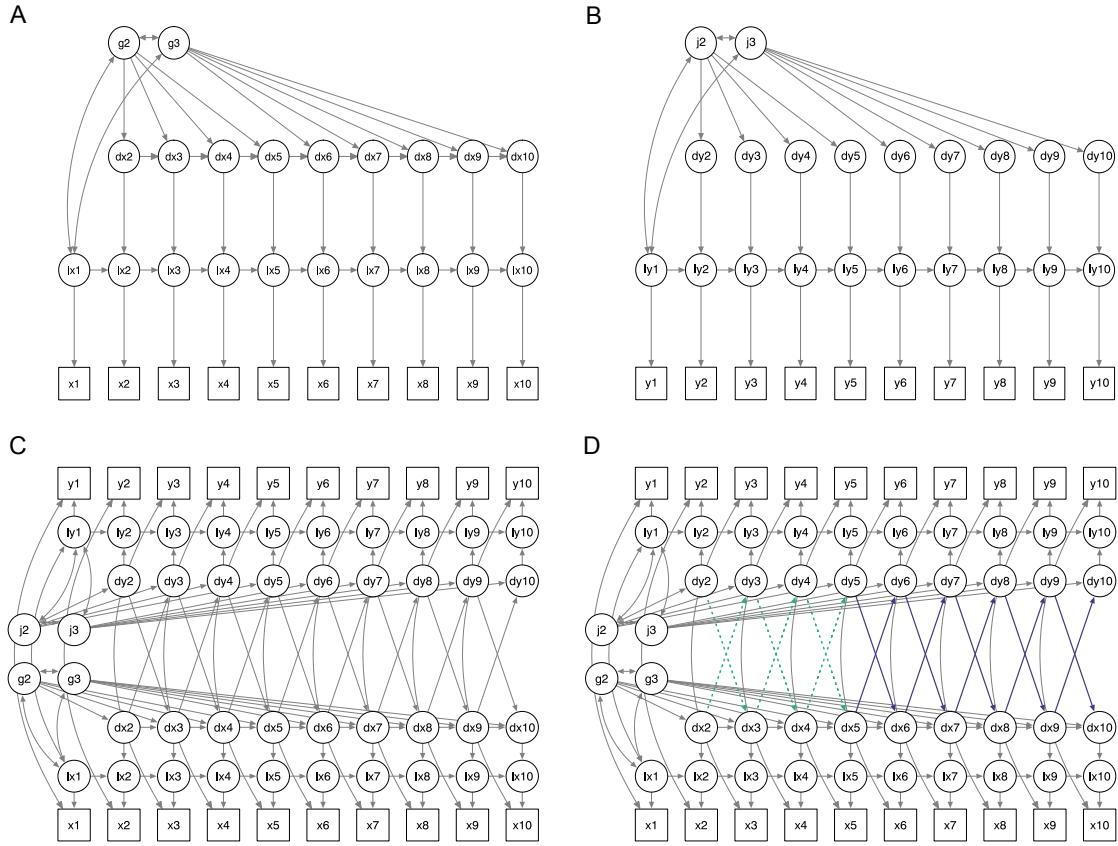 A
g2 g3
dx2 dx3 dx4 dx5 dx6 dx7 dx8 dx9 dx10
lx1 lx2 lx3 lx4 lx5 lx6 lx7 lx8 lx9 lx10
x1 x2 x3 x4 x5 x6 x7 x8 x9 x10
B
j2 j3
dy2 dy3 dy4 dy5 dy6 dy7 dy8 dy9 dy10
ly1 ly2 ly3 ly4 ly5 ly6 ly7 ly8 ly9 ly10
y1 y2 y3 y4 y5 y6 y7 y8 y9 y10
C
y1 y2 y3 y4 y5 y6 y7 y8 y9 y10
ly1 ly2 ly3 ly4 ly5 ly6 ly7 ly8 ly9 ly10
dy2 dy3 dy4 dy5 dy6 dy7 dy8 dy9 dy10
j2 j3
g2 g3
dx2 dx3 dx4 dx5 dx6 dx7 dx8 dx9 dx10
lx1 lx2 lx3 lx4 lx5 lx6 lx7 lx8 lx9 lx10
x1 x2 x3 x4 x5 x6 x7 x8 x9 x10
D
y1 y2 y3 y4 y5 y6 y7 y8 y9 y10
ly1 ly2 ly3 ly4 ly5 ly6 ly7 ly8 ly9 ly10
dy2 dy3 dy4 dy5 dy6 dy7 dy8 dy9 dy10
j2 j3
g2 g3
dx2 dx3 dx4 dx5 dx6 dx7 dx8 dx9 dx10
lx1 lx2 lx3 lx4 lx5 lx6 lx7 lx8 lx9 lx10
x1 x2 x3 x4 x5 x6 x7 x8 x9 x10